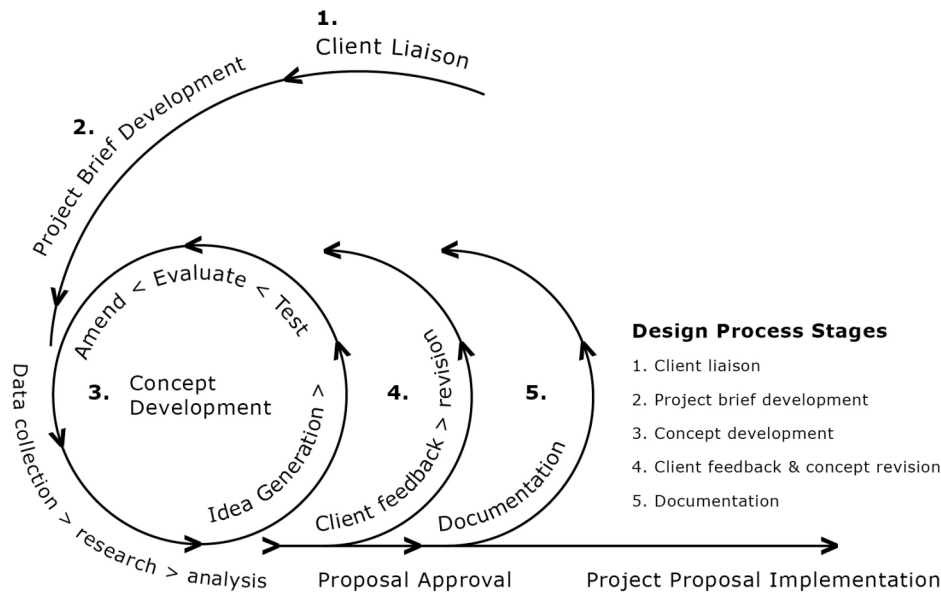 1.
Client Liaison
2.
Project Brief Development
Amend < Evaluate < Test
3. Concept
Development
Data collection > research > analysis
Idea Generation >
4.
Client feedback > revision
5.
Documentation
Proposal Approval
Project Proposal Implementation
Design Process Stages
1. Client liaison
2. Project brief development
3. Concept development
4. Client feedback & concept revision
5. Documentation